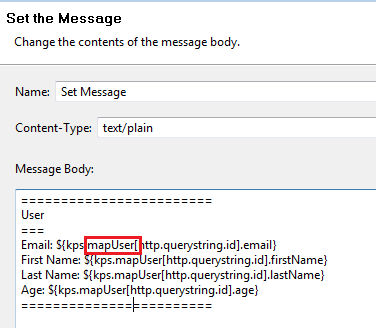 Set the Message
Change the contents of the message body.
Name: Set Message
Content-Type: text/plain
Message Body:
=========================
User
===
Email: ${kps.mapUser[http.querystring.id].email}
First Name: ${kps.mapUser[http.querystring.id].firstName}
Last Name: ${kps.mapUser[http.querystring.id].lastName}
Age: ${kps.mapUser[http.querystring.id].age}
=========================